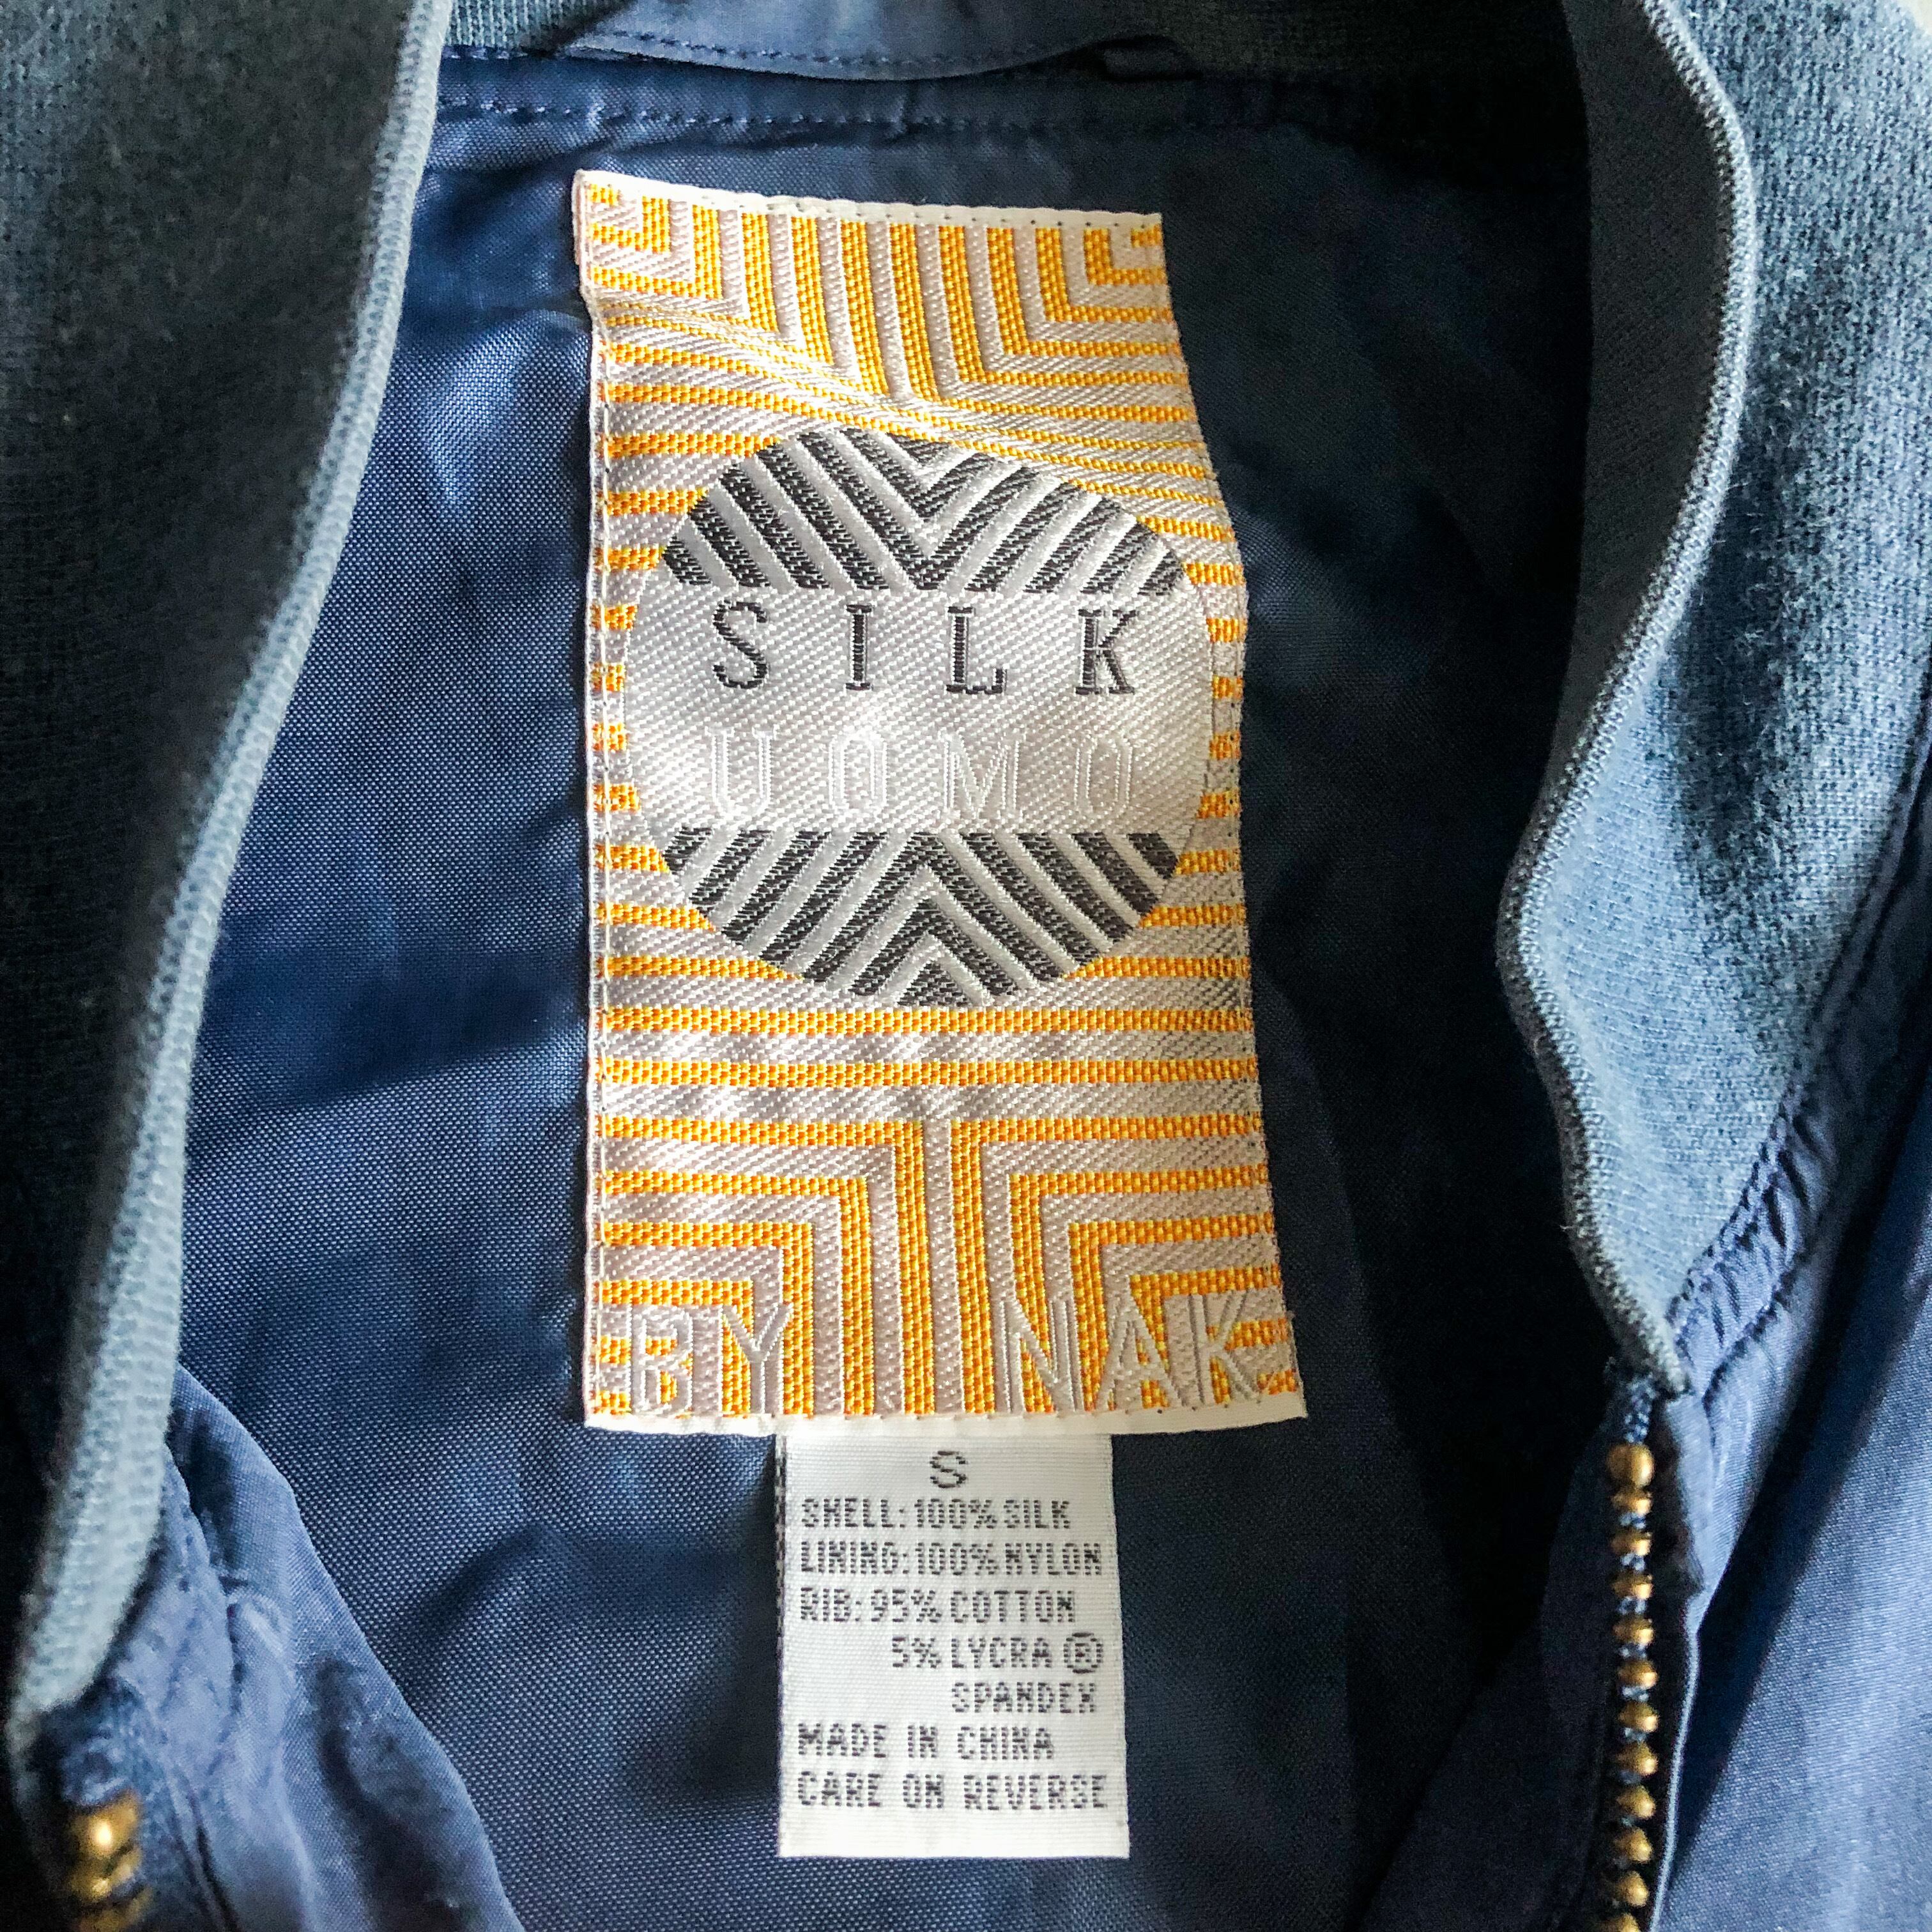 SILK
UOMO
BY NAK
S
SHELL:100%SILK
LINING:100%NYLON
RIB:95%COTTON
5%LYCRA®
SPANDEX
MADE IN CHINA
CARE ON REVERSE